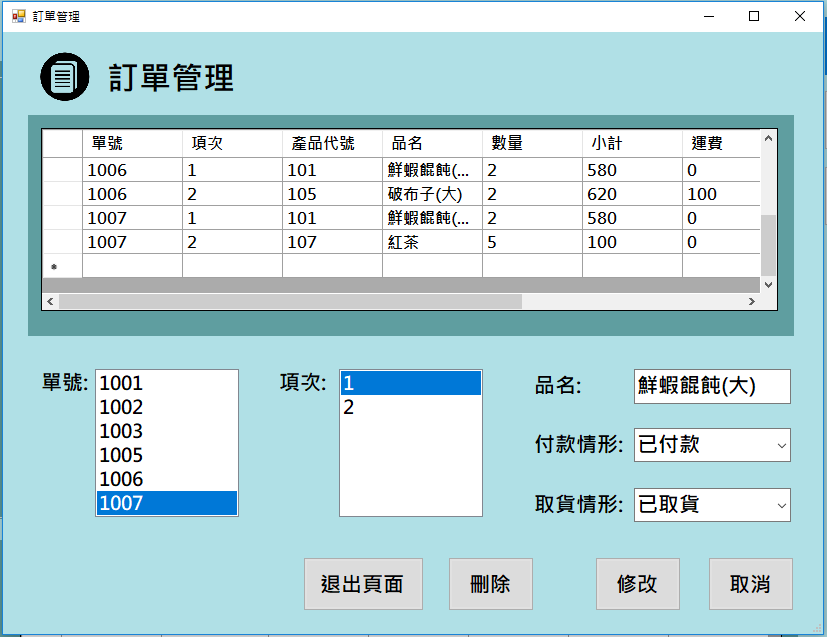 訂單管理
訂單管理
單號 項次 產品代號 品名 數量 小計 運費
1006 1 101 鮮蝦餛飩(... 2 580 0
1006 2 105 破布子(大) 2 620 100
1007 1 101 鮮蝦餛飩(... 2 580 0
1007 2 107 紅茶 5 100 0
單號: 1001
1002
1003
1005
1006
1007
項次: 1
2
品名: 鮮蝦餛飩(大)
付款情形: 已付款
取貨情形: 已取貨
退出頁面 刪除 修改 取消